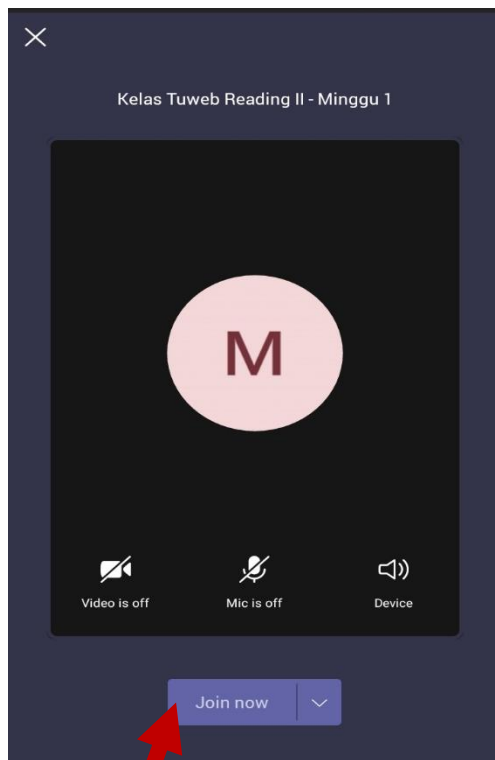 Kelas Tuweb Reading II - Minggu 1
M
Video is off Mic is off Device
Join now